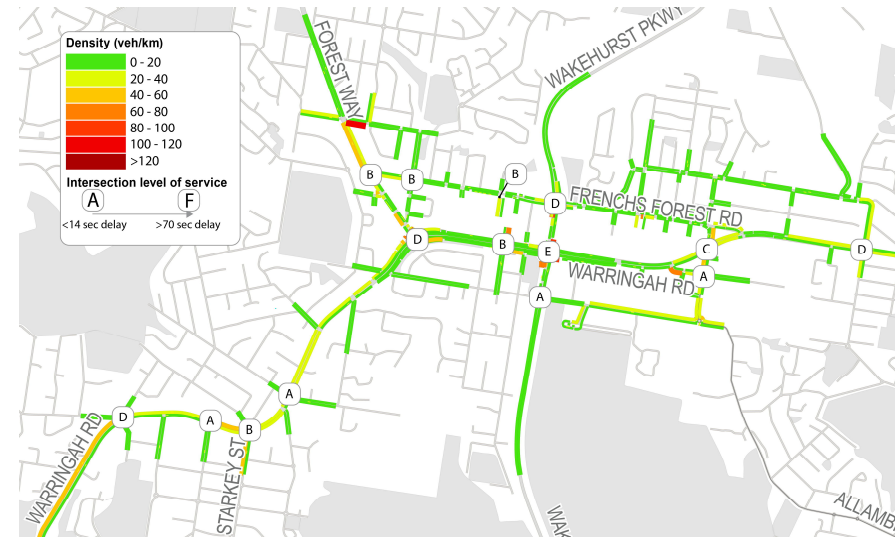 Density (veh/km)
0 - 20
20 - 40
40 - 60
60 - 80
80 - 100
100 - 120
>120
Intersection level of service
A F
<14 sec delay >70 sec delay
FOREST WAY
WAKEHURST PKWY
B
B
B
D
FRENCHS FOREST RD
D
B
E
C
D
WARRINGAH RD
A
A
A
D
A
B
WARRINGAH RD
STARKEY ST
WAK
ALLAMB